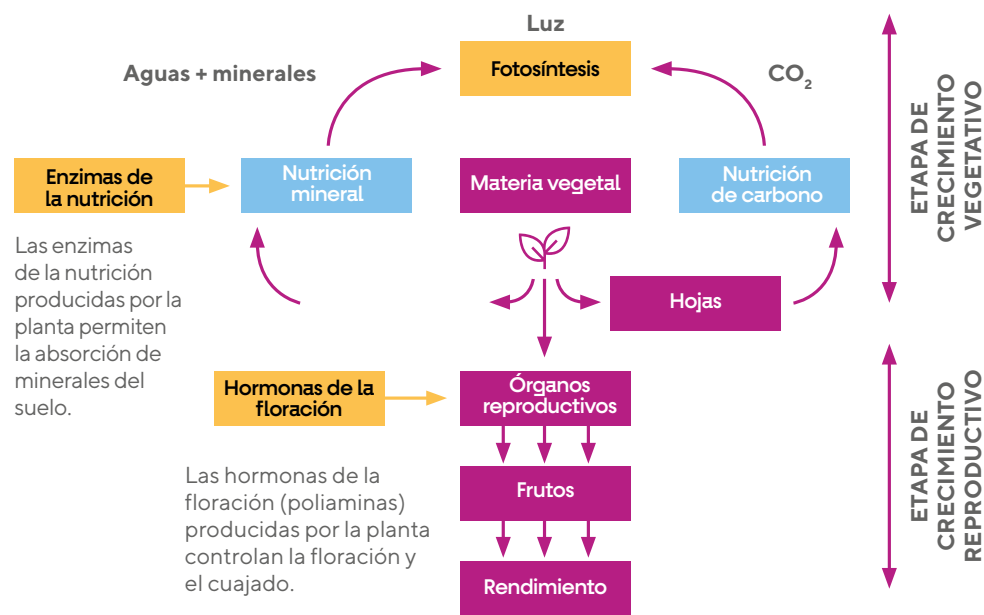 Luz
Aguas + minerales
Fotosíntesis
CO₂
Enzimas de
la nutrición
Nutrición
mineral
Materia vegetal
Nutrición
de carbono
Las enzimas
de la nutrición
producidas por la
planta permiten
la absorción de
minerales del
suelo.
Hojas
ETAPA DE
CRECIMIENTO
VEGETATIVO
Hormonas de la
floración
Órganos
reproductivos
Las hormonas de la
floración (poliaminas)
producidas por la planta
controlan la floración y
el cuajado.
Frutos
Rendimiento
ETAPA DE
CRECIMIENTO
REPRODUCTIVO